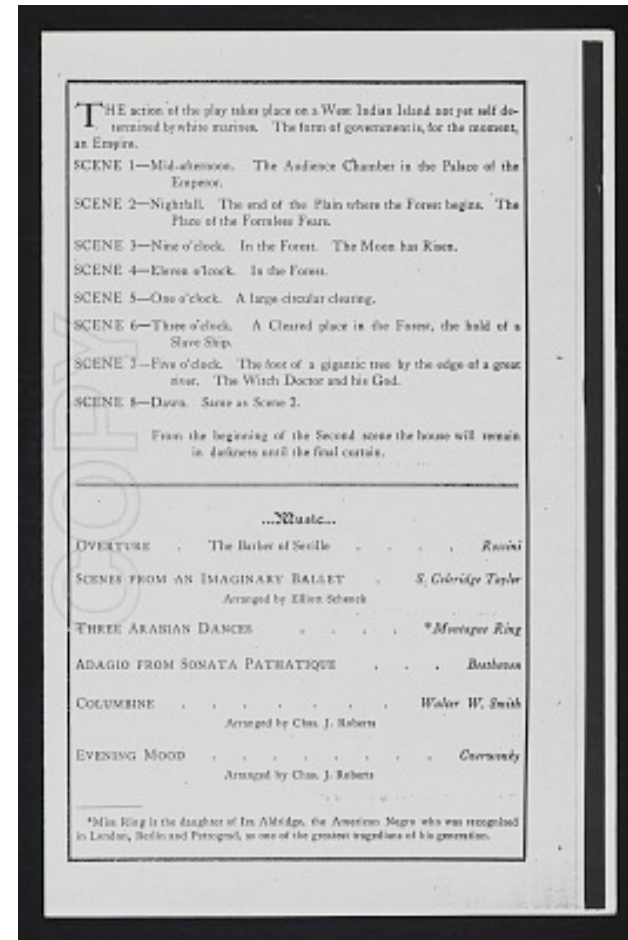 THE action of the play takes place on a West Indian Island not yet self de-
termined by white marines. The form of government is, for the moment,
an Empire.
SCENE 1—Mid-afternoon. The Audience Chamber in the Palace of the
Emperor.
SCENE 2—Nightfall. The end of the Plain where the Forest begins. The
Place of the Formless Fears.
SCENE 3—Nine o'clock. In the Forest. The Moon has Risen.
SCENE 4—Eleven o'lcock. In the Forest.
SCENE 5—One o'clock. A large circular clearing.
SCENE 6—Three o'clock. A Cleared place in the Forest, the hold of a
Slave Ship.
SCENE 7—Five o'clock. The foot of a gigantic tree by the edge of a great
river. The Witch Doctor and his God.
SCENE 8—Dawn. Same as Scene 2.
From the beginning of the Second scene the house will remain
in darkness until the final curtain.
...Music...
OVERTURE . The Barber of Seville . . . . Rossini
SCENES FROM AN IMAGINARY BALLET . S. Coleridge Taylor
Arranged by Elliott Schenck
THREE ARABIAN DANCES . . . . *Montague Ring
ADAGIO FROM SONATA PATHATIQUE . . . Beethoven
COLUMBINE . . . . . . . Walter W. Smith
Arranged by Chas. J. Roberts
EVENING MOOD . . . . . . . . Czerwonky
Arranged by Chas. J. Roberts
*Miss Ring is the daughter of Ira Aldridge, the American Negro who was recognized
in London, Berlin and Petrograd, as one of the greatest tragedians of his generation.
COPY